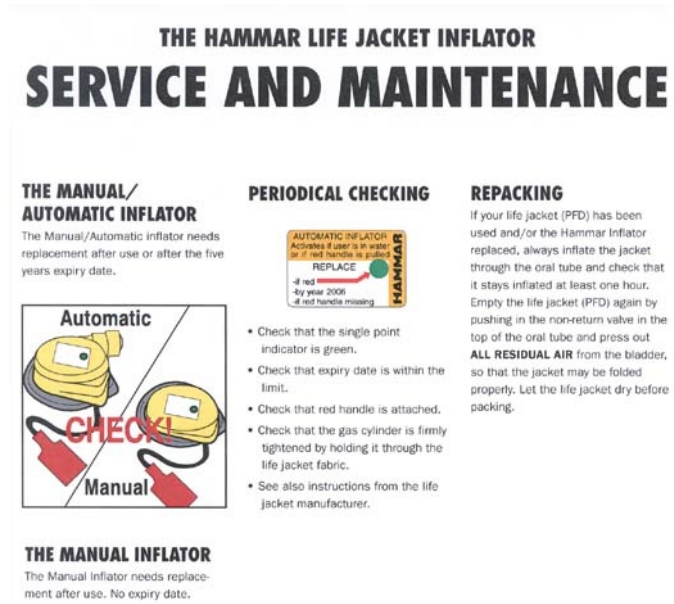 THE HAMMAR LIFE JACKET INFLATOR
SERVICE AND MAINTENANCE
THE MANUAL/
AUTOMATIC INFLATOR
The Manual/Automatic inflator needs
replacement after use or after the five
years expiry date.
Automatic
CHECK!
Manual
THE MANUAL INFLATOR
The Manual Inflator needs replace-
ment after use. No expiry date.
PERIODICAL CHECKING
AUTOMATIC INFLATOR
Activates if user is in water
or if red handle is pulled
REPLACE
-if red
-by year 2006
-if red handle missing
HAMMAR
• Check that the single point
indicator is green.
• Check that expiry date is within the
limit.
• Check that red handle is attached.
• Check that the gas cylinder is firmly
tightened by holding it through the
life jacket fabric.
• See also instructions from the life
jacket manufacturer.
REPACKING
If your life jacket (PFD) has been
used and/or the Hammar Inflator
replaced, always inflate the jacket
through the oral tube and check that
it stays inflated at least one hour.
Empty the life jacket (PFD) again by
pushing in the non-return valve in the
top of the oral tube and press out
ALL RESIDUAL AIR from the bladder,
so that the jacket may be folded
properly. Let the life jacket dry before
packing.